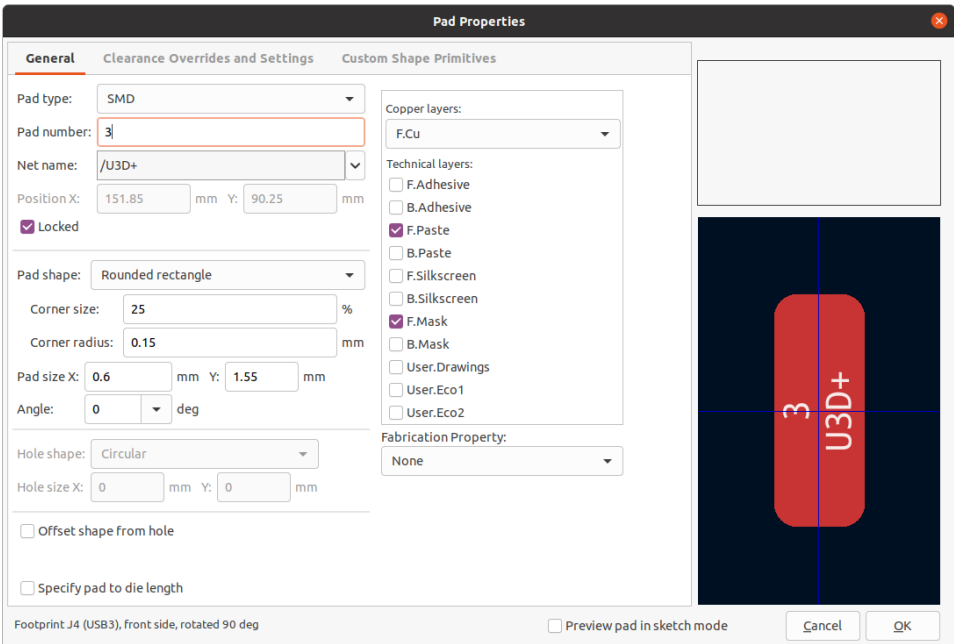 Pad Properties
General Clearance Overrides and Settings Custom Shape Primitives
Pad type: SMD
Pad number: 3
Net name: /U3D+
Position X: 151.85 mm Y: 90.25 mm
Locked
Pad shape: Rounded rectangle
Corner size: 25 %
Corner radius: 0.15 mm
Pad size X: 0.6 mm Y: 1.55 mm
Angle: 0 deg
Hole shape: Circular
Hole size X: 0 mm Y: 0 mm
Offset shape from hole
Specify pad to die length
Copper layers:
F.Cu
Technical layers:
F.Adhesive
B.Adhesive
F.Paste
B.Paste
F.Silkscreen
B.Silkscreen
F.Mask
B.Mask
User.Drawings
User.Eco1
User.Eco2
Fabrication Property:
None
3
U3D+
Footprint J4 (USB3), front side, rotated 90 deg
Preview pad in sketch mode
Cancel
OK